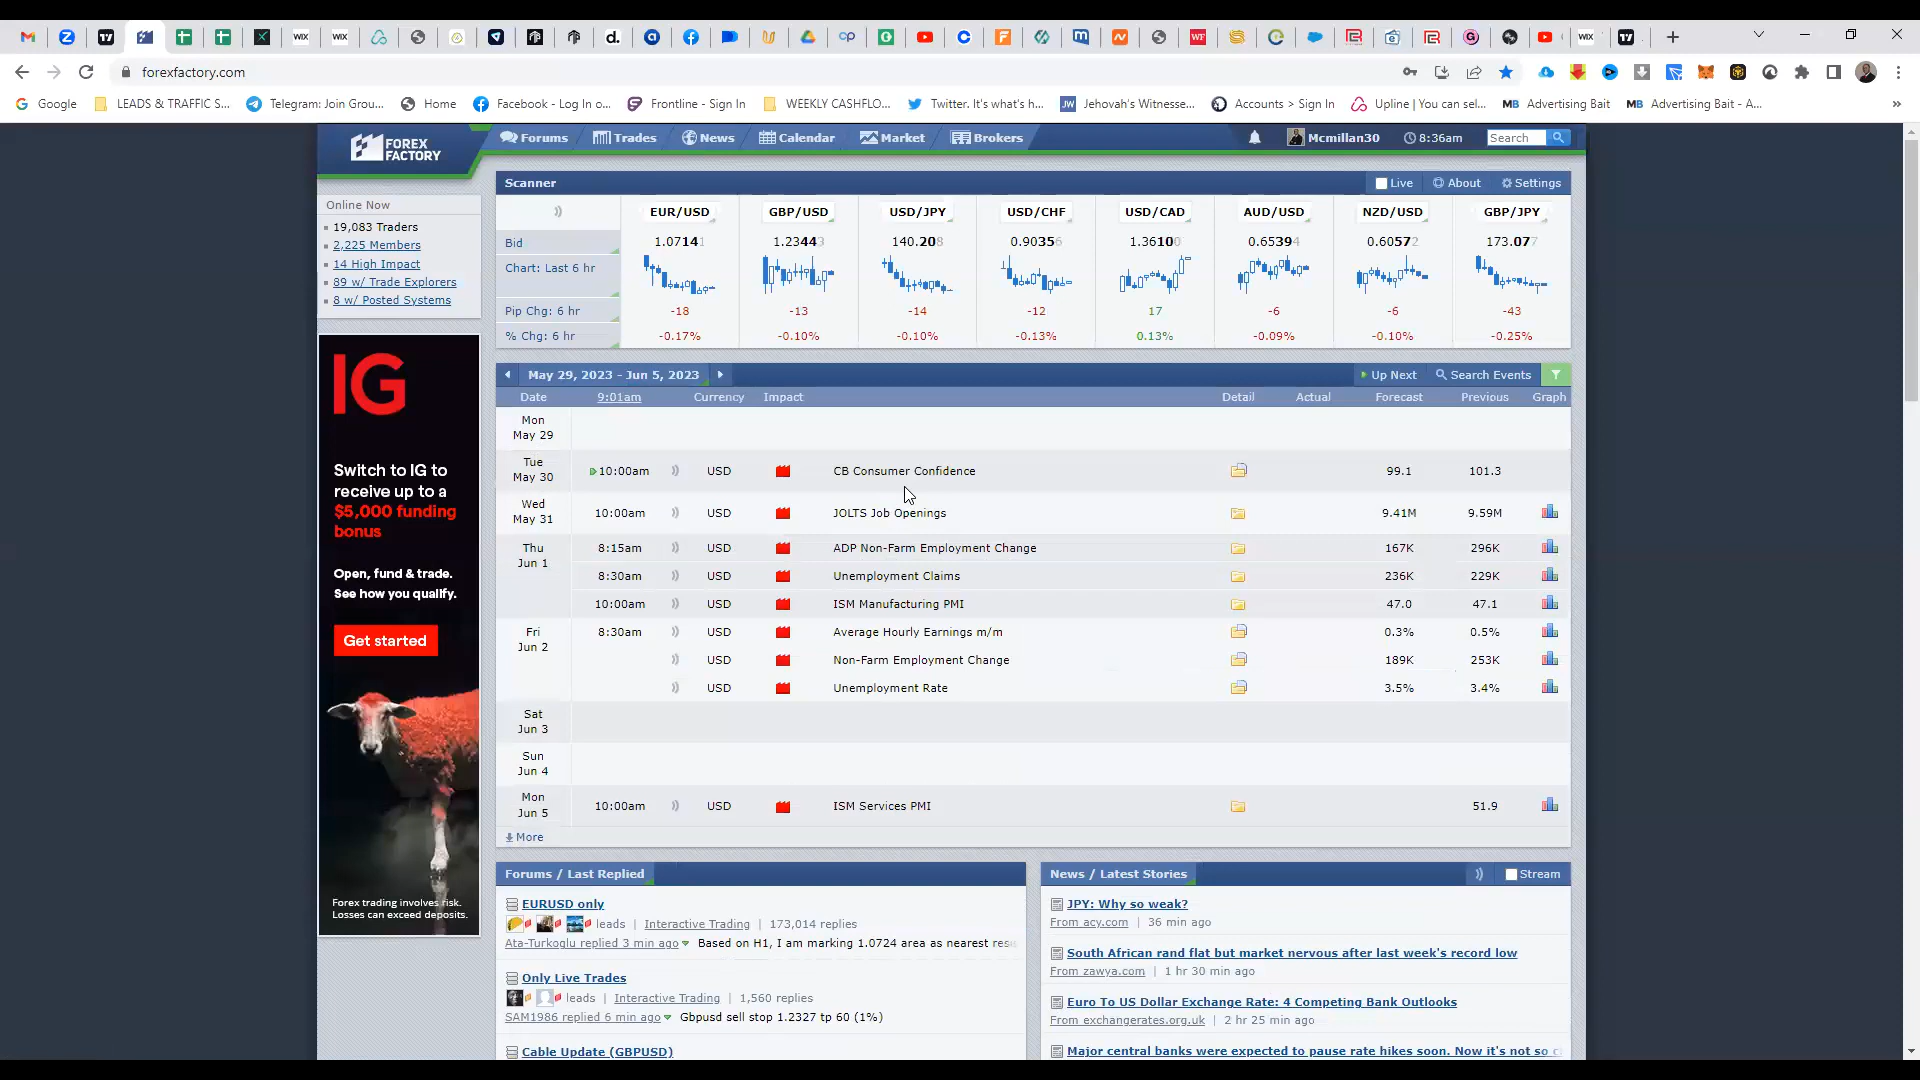 forexfactory.com
Google
LEADS & TRAFFIC S...
Telegram: Join Grou...
Home
Facebook - Log In o...
Frontline - Sign In
WEEKLY CASHFLO...
Twitter. It's what's h...
Jehovah's Witnesse...
Accounts > Sign In
Upline | You can sel...
MB Advertising Bait
MB Advertising Bait - A...
FOREX FACTORY
Forums
Trades
News
Calendar
Market
Brokers
Mcmillan30
8:36am
Search
Online Now
19,083 Traders
2,225 Members
14 High Impact
89 w/ Trade Explorers
8 w/ Posted Systems
IG
Switch to IG to
receive up to a
$5,000 funding
bonus
Open, fund & trade.
See how you qualify.
Get started
Forex trading involves risk.
Losses can exceed deposits.
Scanner Live About Settings
EUR/USD GBP/USD USD/JPY USD/CHF USD/CAD AUD/USD NZD/USD GBP/JPY
Bid 1.07141 1.23443 140.208 0.90356 1.36100 0.65394 0.60572 173.077
Chart: Last 6 hr
Pip Chg: 6 hr -18 -13 -14 -12 17 -6 -6 -43
% Chg: 6 hr -0.17% -0.10% -0.10% -0.13% 0.13% -0.09% -0.10% -0.25%
May 29, 2023 - Jun 5, 2023 Up Next Search Events
Date 9:01am Currency Impact Detail Actual Forecast Previous Graph
Mon
May 29
Tue
May 30 10:00am USD CB Consumer Confidence 99.1 101.3
Wed
May 31 10:00am USD JOLTS Job Openings 9.41M 9.59M
Thu
Jun 1 8:15am USD ADP Non-Farm Employment Change 167K 296K
8:30am USD Unemployment Claims 236K 229K
10:00am USD ISM Manufacturing PMI 47.0 47.1
Fri
Jun 2 8:30am USD Average Hourly Earnings m/m 0.3% 0.5%
USD Non-Farm Employment Change 189K 253K
USD Unemployment Rate 3.5% 3.4%
Sat
Jun 3
Sun
Jun 4
Mon
Jun 5 10:00am USD ISM Services PMI 51.9
More
Forums / Last Replied
EURUSD only
leads | Interactive Trading | 173,014 replies
Ata-Turkoglu replied 3 min ago Based on H1, I am marking 1.0724 area as nearest
Only Live Trades
leads | Interactive Trading | 1,560 replies
SAM1986 replied 6 min ago Gbpusd sell stop 1.2327 tp 60 (1%)
Cable Update (GBPUSD)
News / Latest Stories Stream
JPY: Why so weak?
From acy.com | 36 min ago
South African rand flat but market nervous after last week's record low
From zawya.com | 1 hr 30 min ago
Euro To US Dollar Exchange Rate: 4 Competing Bank Outlooks
From exchangerates.org.uk | 2 hr 25 min ago
Major central banks were expected to pause rate hikes soon. Now it's not so